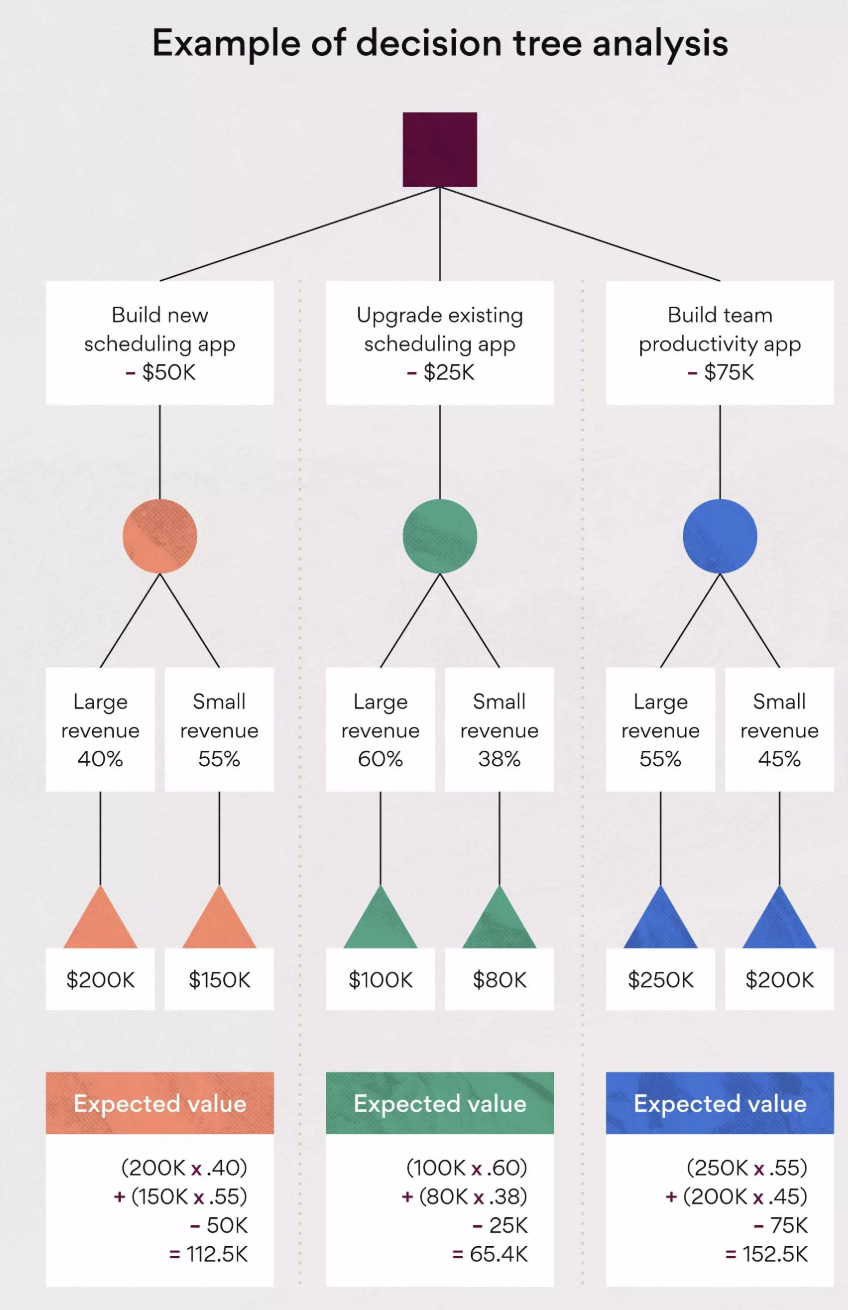 Example of decision tree analysis
Build new
scheduling app
– $50K
Upgrade existing
scheduling app
– $25K
Build team
productivity app
– $75K
Large
revenue
40%
Small
revenue
55%
Large
revenue
60%
Small
revenue
38%
Large
revenue
55%
Small
revenue
45%
$200K
$150K
$100K
$80K
$250K
$200K
Expected value
(200K x .40)
+ (150K x .55)
– 50K
= 112.5K
Expected value
(100K x .60)
+ (80K x .38)
– 25K
= 65.4K
Expected value
(250K x .55)
+ (200K x .45)
– 75K
= 152.5K